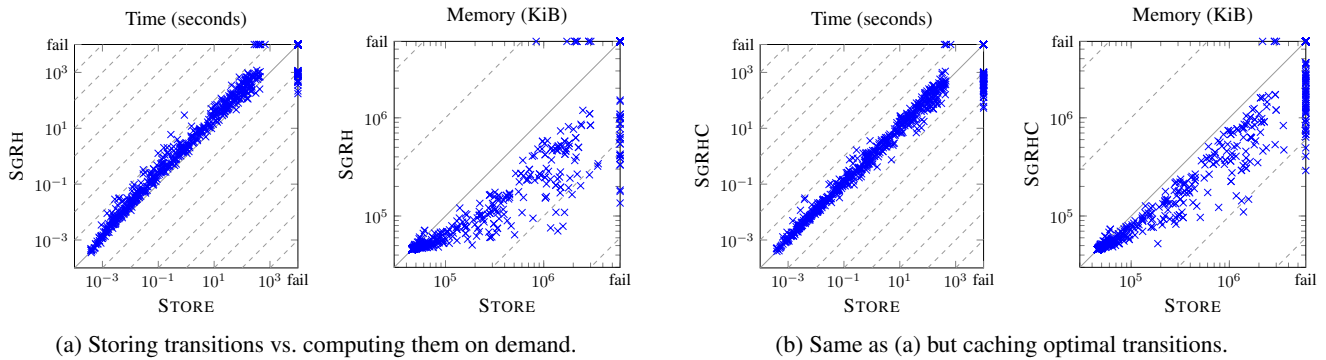 Time (seconds)
fail
10^3
10^1
10^−1
10^−3
SGRH
10^−3 10^−1 10^1 10^3 fail
STORE
Memory (KiB)
fail
10^6
10^5
SGRH
10^5 10^6 fail
STORE
(a) Storing transitions vs. computing them on demand.
Time (seconds)
fail
10^3
10^1
10^−1
10^−3
SGRHC
10^−3 10^−1 10^1 10^3 fail
STORE
Memory (KiB)
fail
10^6
10^5
SGRHC
10^5 10^6 fail
STORE
(b) Same as (a) but caching optimal transitions.